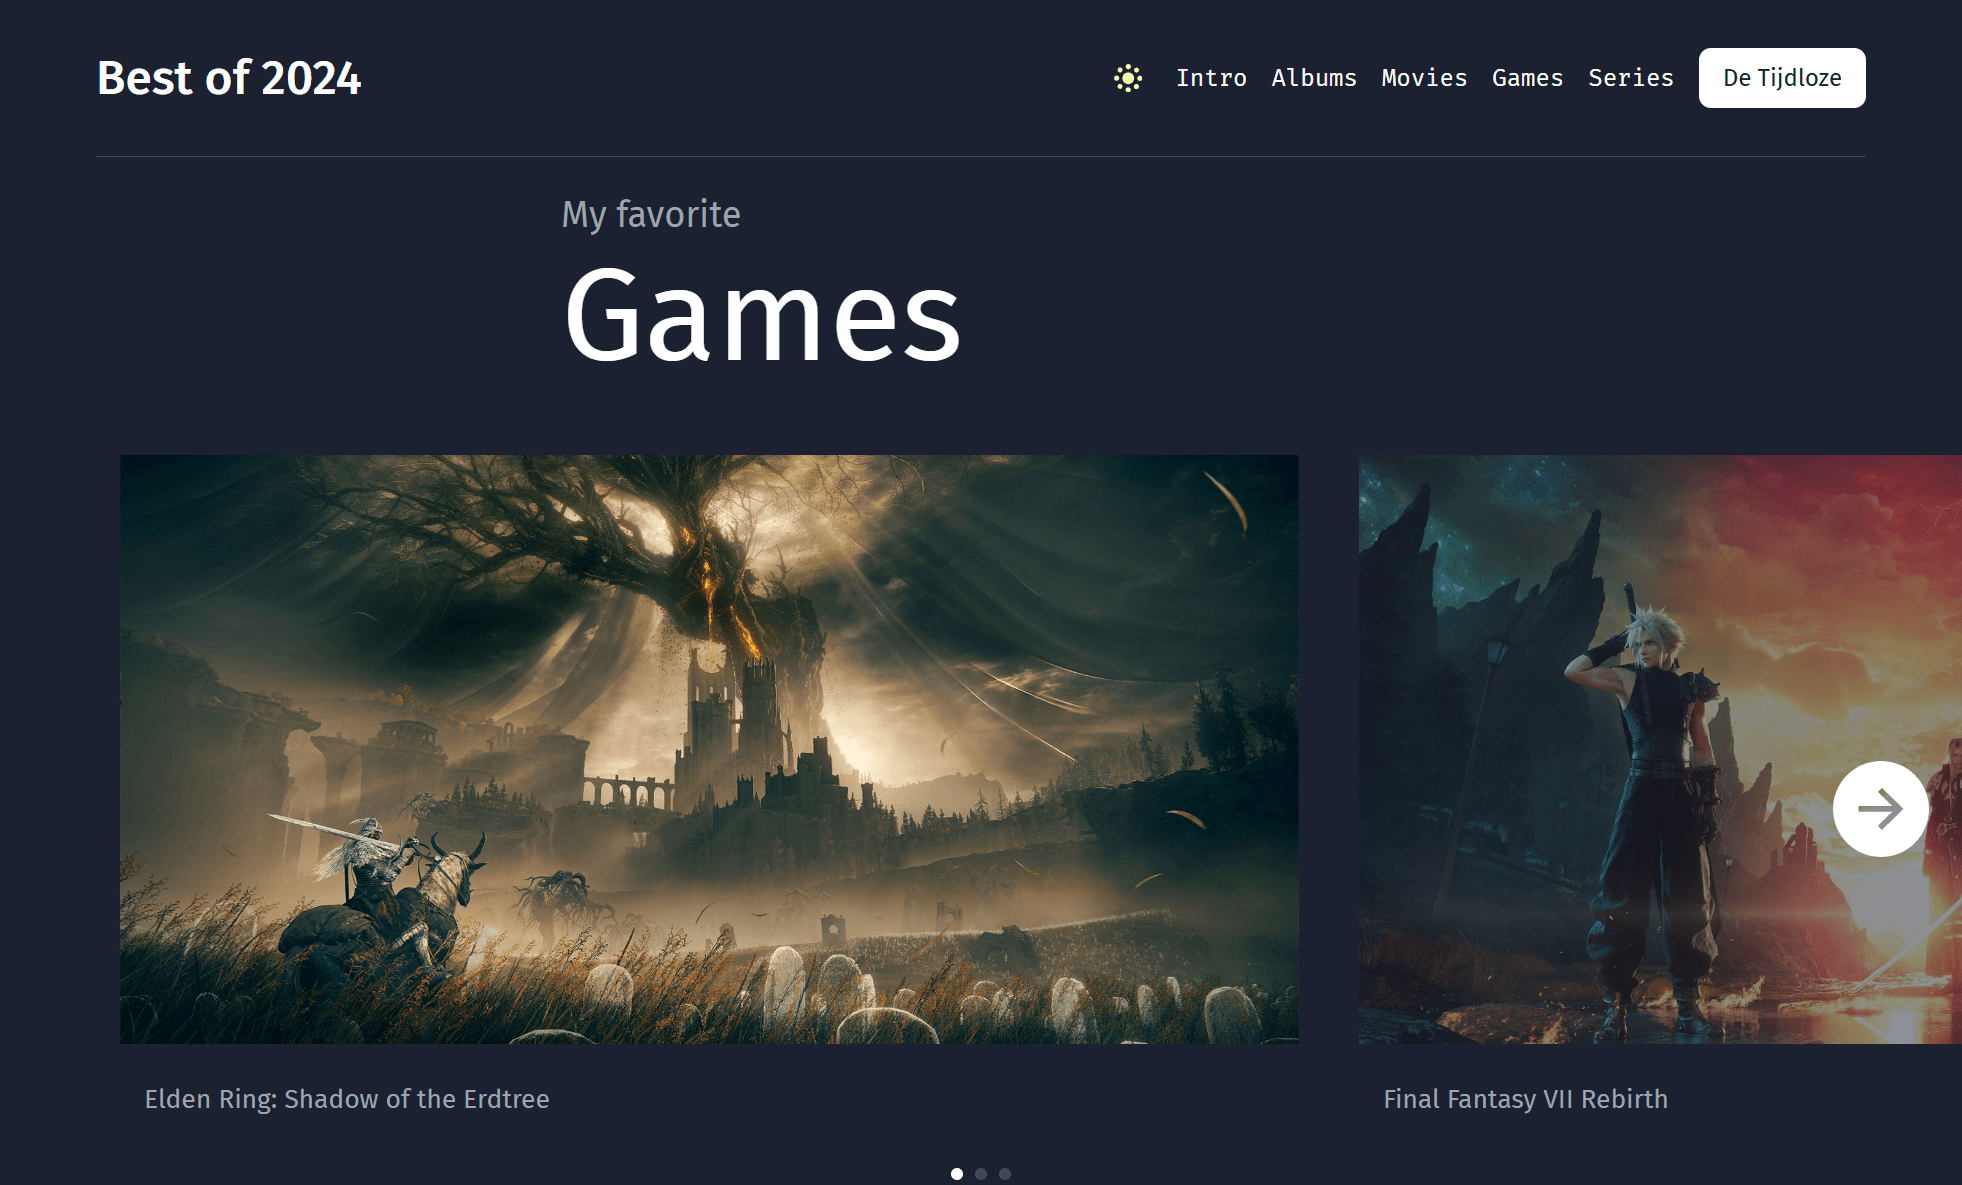 Best of 2024
Intro Albums Movies Games Series De Tijdloze
My favorite
Games
Elden Ring: Shadow of the Erdtree
Final Fantasy VII Rebirth